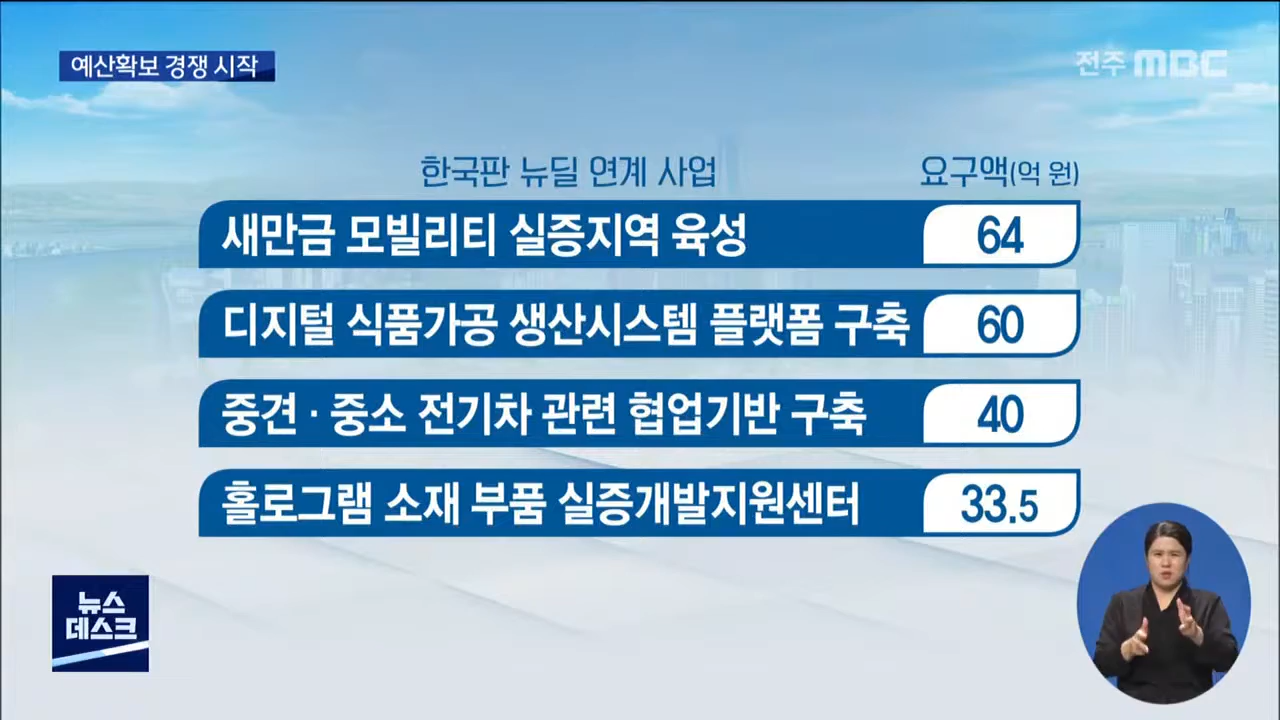 예산확보 경쟁 시작
전주 MBC
한국판 뉴딜 연계 사업 요구액(억 원)
새만금 모빌리티 실증지역 육성 64
디지털 식품가공 생산시스템 플랫폼 구축 60
중견·중소 전기차 관련 협업기반 구축 40
홀로그램 소재 부품 실증개발지원센터 33.5
뉴스
데스크